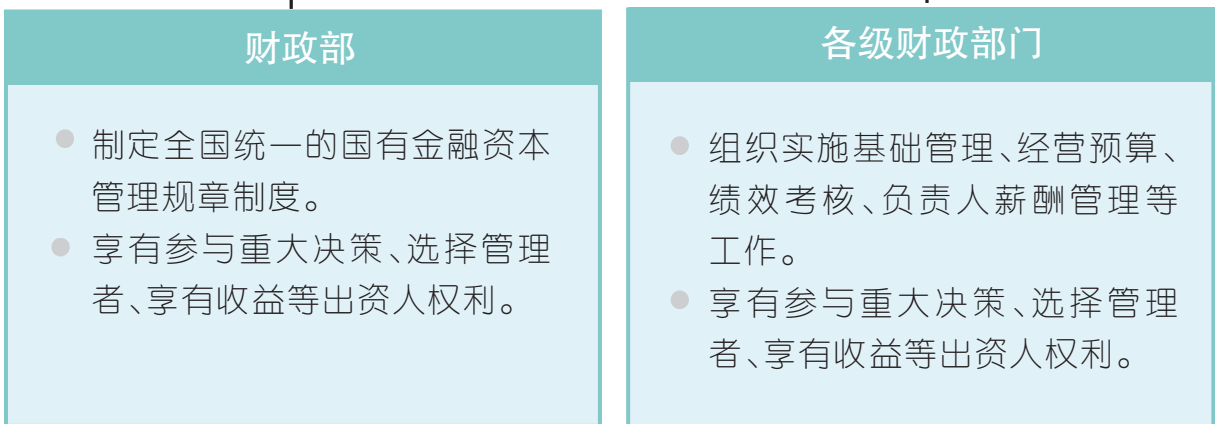 财政部
制定全国统一的国有金融资本
管理规章制度。
享有参与重大决策、选择管理
者、享有收益等出资人权利。
各级财政部门
组织实施基础管理、经营预算、
绩效考核、负责人薪酬管理等
工作。
享有参与重大决策、选择管理
者、享有收益等出资人权利。